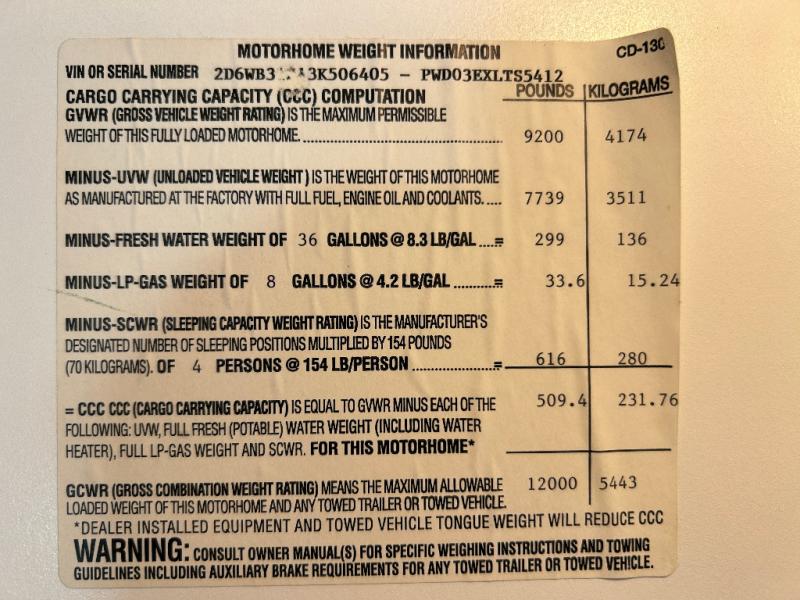 MOTORHOME WEIGHT INFORMATION CD-130
VIN OR SERIAL NUMBER 3K506405 - PWD03EXLTS5412
CARGO CARRYING CAPACITY (CCC) COMPUTATION POUNDS KILOGRAMS
GVWR (GROSS VEHICLE WEIGHT RATING) IS THE MAXIMUM PERMISSIBLE
WEIGHT OF THIS FULLY LOADED MOTORHOME. 9200 4174
MINUS-UVW (UNLOADED VEHICLE WEIGHT) IS THE WEIGHT OF THIS MOTORHOME
AS MANUFACTURED AT THE FACTORY WITH FULL FUEL, ENGINE OIL AND COOLANTS. .... 7739 3511
MINUS-FRESH WATER WEIGHT OF 36 GALLONS @ 8.3 LB/GAL ....= 299 136
MINUS-LP-GAS WEIGHT OF 8 GALLONS @ 4.2 LB/GAL ..........= 33.6 15.24
MINUS-SCWR (SLEEPING CAPACITY WEIGHT RATING) IS THE MANUFACTURER'S
DESIGNATED NUMBER OF SLEEPING POSITIONS MULTIPLIED BY 154 POUNDS
(70 KILOGRAMS). OF 4 PERSONS @ 154 LB/PERSON ..................= 616 280
= CCC CCC (CARGO CARRYING CAPACITY) IS EQUAL TO GVWR MINUS EACH OF THE 509.4 231.76
FOLLOWING: UVW, FULL FRESH (POTABLE) WATER WEIGHT (INCLUDING WATER
HEATER), FULL LP-GAS WEIGHT AND SCWR. FOR THIS MOTORHOME*
GCWR (GROSS COMBINATION WEIGHT RATING) MEANS THE MAXIMUM ALLOWABLE 12000 5443
LOADED WEIGHT OF THIS MOTORHOME AND ANY TOWED TRAILER OR TOWED VEHICLE.
*DEALER INSTALLED EQUIPMENT AND TOWED VEHICLE TONGUE WEIGHT WILL REDUCE CCC
WARNING: CONSULT OWNER MANUAL(S) FOR SPECIFIC WEIGHING INSTRUCTIONS AND TOWING
GUIDELINES INCLUDING AUXILIARY BRAKE REQUIREMENTS FOR ANY TOWED TRAILER OR TOWED VEHICLE.